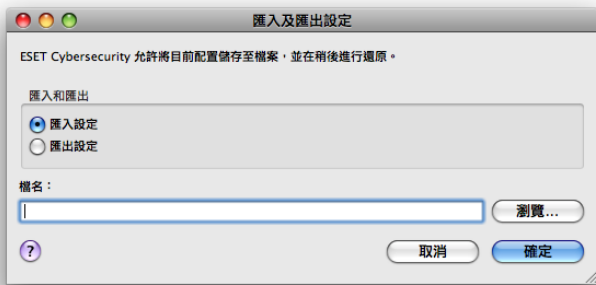 匯入及匯出設定
ESET Cybersecurity 允許將目前配置儲存至檔案，並在稍後進行還原。
匯入和匯出
匯入設定
匯出設定
檔名：
瀏覽...
?
取消
確定